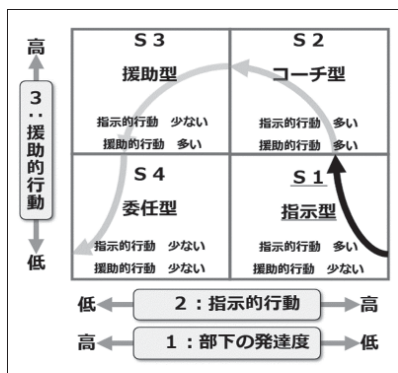 高
3：援助的行動
低
S 3
援助型
指示的行動 少ない
援助的行動 多い
S 2
コーチ型
指示的行動 多い
援助的行動 多い
S 4
委任型
指示的行動 少ない
援助的行動 少ない
S 1
指示型
指示的行動 多い
援助的行動 少ない
低 2：指示的行動 高
高 1：部下の発達度 低